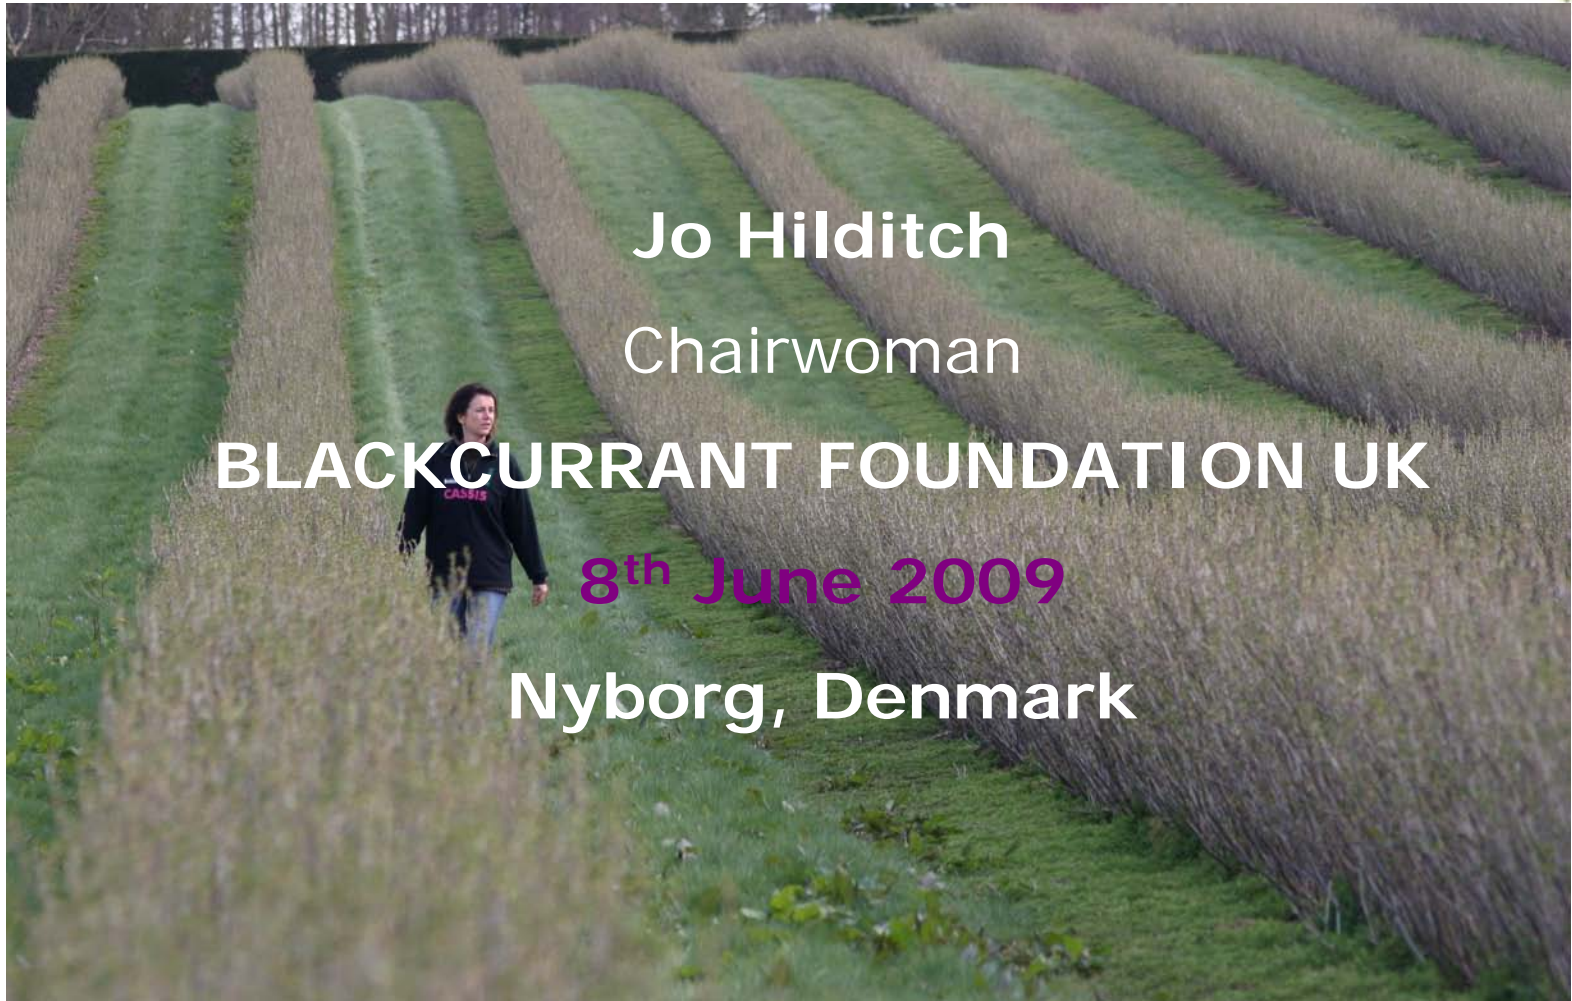 Jo Hilditch
Chairwoman
BLACKCURRANT FOUNDATION UK
8th June 2009
Nyborg, Denmark
CASSIS